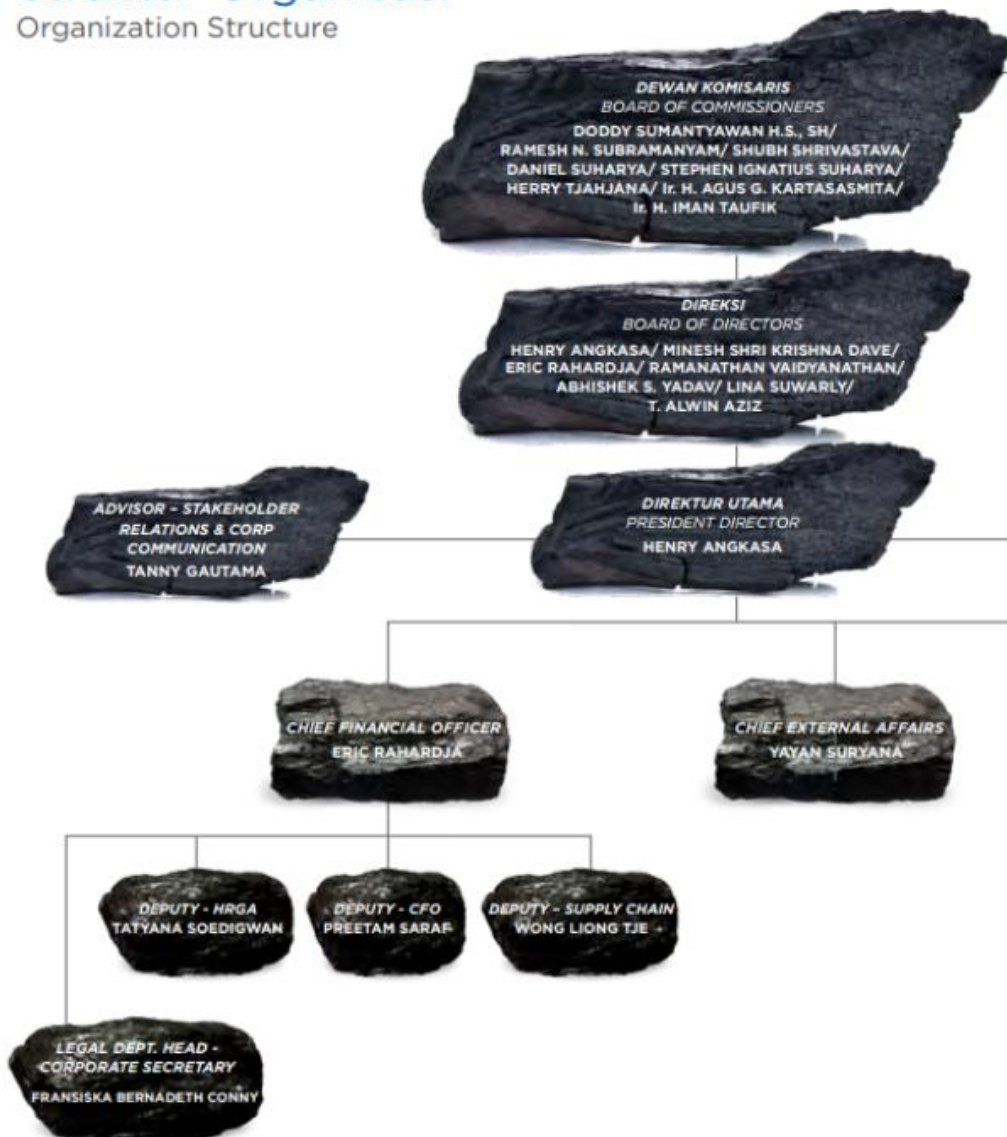 Organization Structure
DEWAN KOMISARIS
BOARD OF COMMISSIONERS
DODDY SUMANTYAWAN H.S., SH/
RAMESH N. SUBRAMANYAM/ SHUBH SHRIVASTAVA/
DANIEL SUHARYA/ STEPHEN IGNATIUS SUHARYA/
HERRY TJAHJANA/ Ir. H. AGUS G. KARTASASMITA/
Ir. H. IMAN TAUFIK
DIREKSI
BOARD OF DIRECTORS
HENRY ANGKASA/ MINESH SHRI KRISHNA DAVE/
ERIC RAHARDJA/ RAMANATHAN VAIDYANATHAN/
ABHISHEK S. YADAV/ LINA SUWARLY/
T. ALWIN AZIZ
ADVISOR - STAKEHOLDER
RELATIONS & CORP
COMMUNICATION
TANNY GAUTAMA
DIREKTUR UTAMA
PRESIDENT DIRECTOR
HENRY ANGKASA
CHIEF FINANCIAL OFFICER
ERIC RAHARDJA
CHIEF EXTERNAL AFFAIRS
YAYAN SURYANA
DEPUTY - HRGA
TATYANA SOEDIGWAN
DEPUTY - CFO
PREETAM SARAF
DEPUTY - SUPPLY CHAIN
WONG LIONG TJE
LEGAL DEPT. HEAD -
CORPORATE SECRETARY
FRANSISKA BERNADETH CONNY